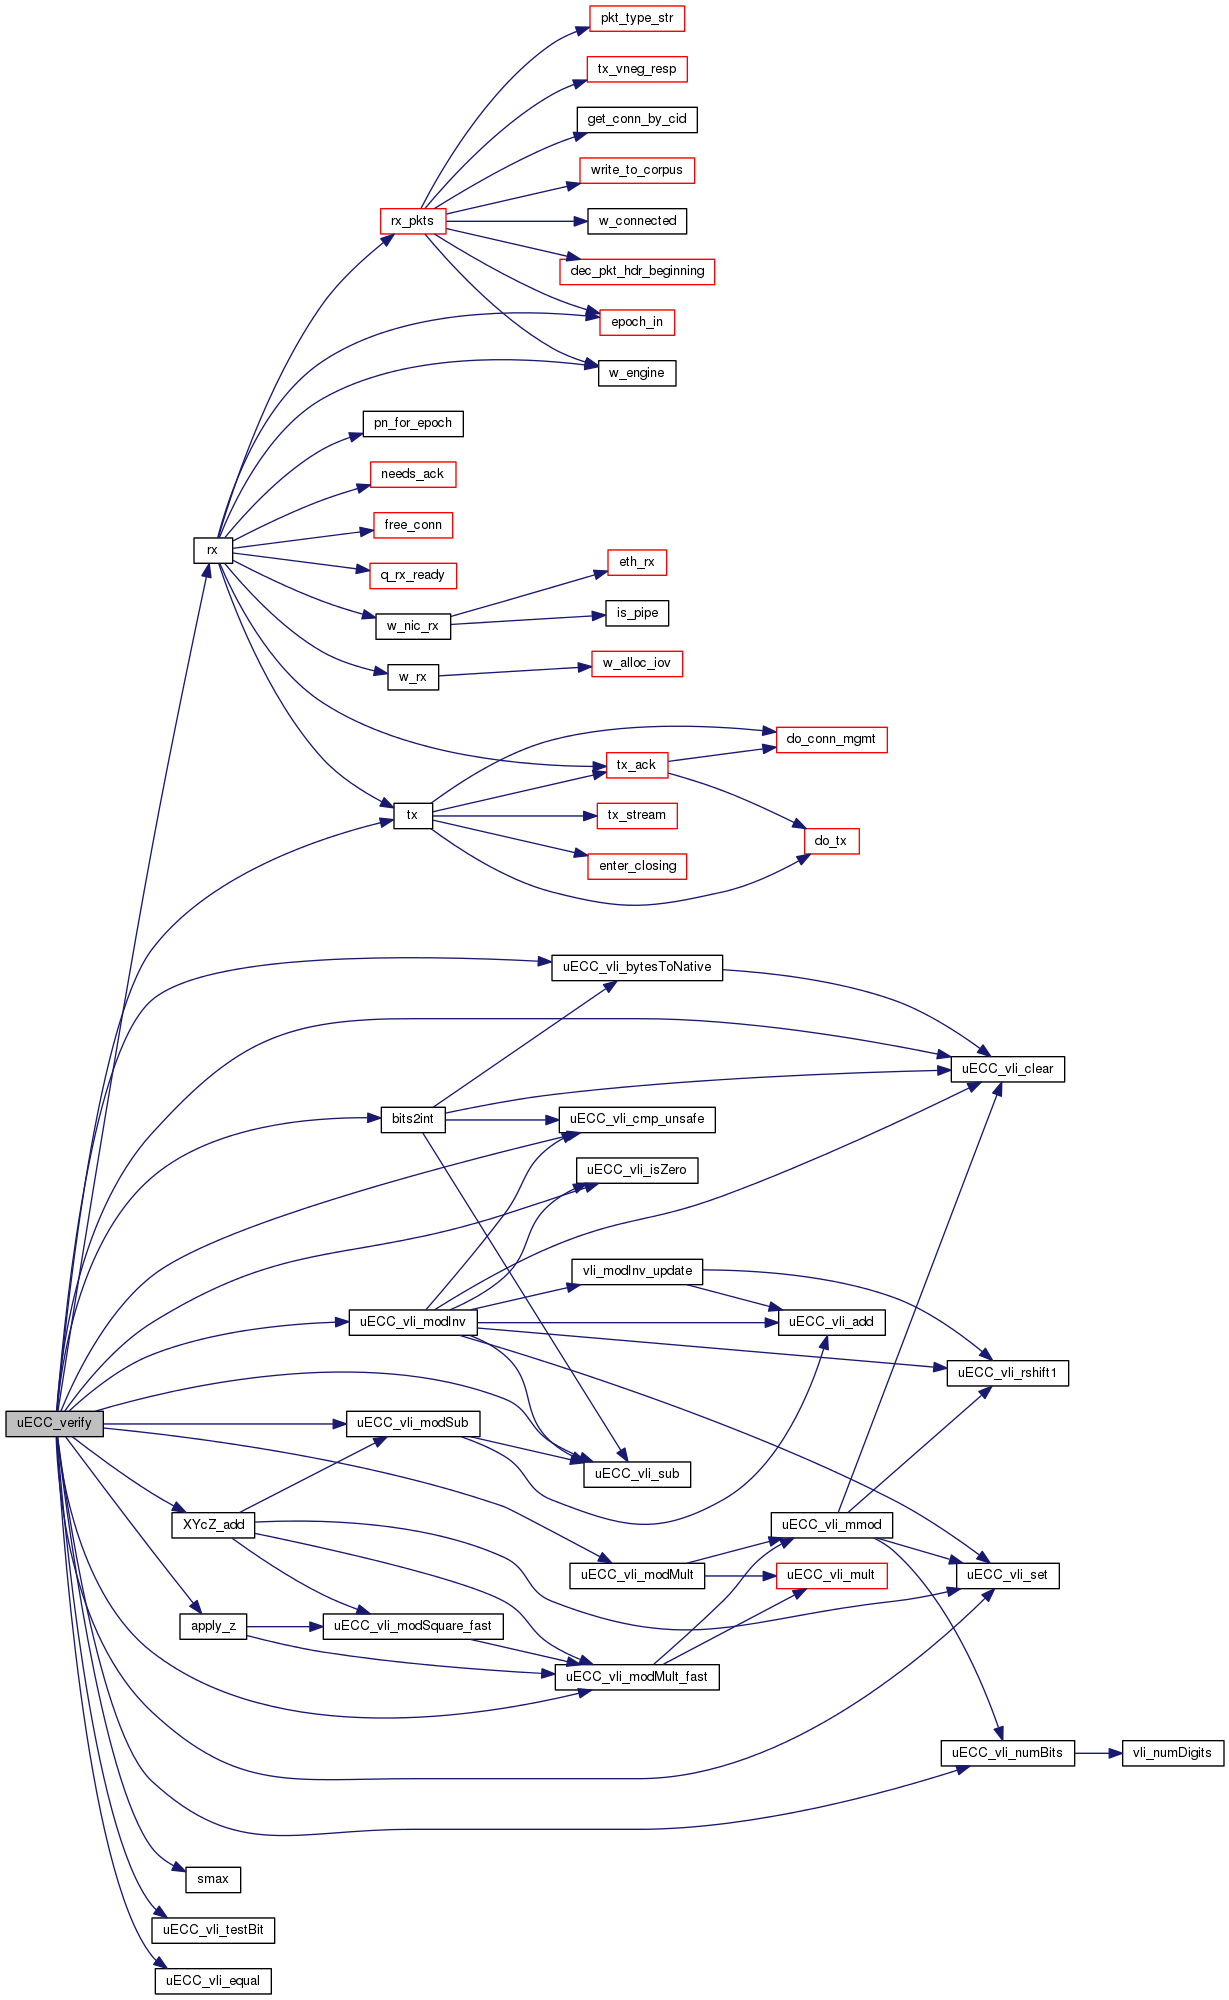 pkt_type_str
tx_vneg_resp
get_conn_by_cid
write_to_corpus
rx_pkts
w_connected
dec_pkt_hdr_beginning
epoch_in
w_engine
pn_for_epoch
needs_ack
free_conn
rx
eth_rx
q_rx_ready
is_pipe
w_nic_rx
w_alloc_iov
w_rx
do_conn_mgmt
tx_ack
tx
tx_stream
do_tx
enter_closing
uECC_vli_bytesToNative
uECC_vli_clear
bits2int
uECC_vli_cmp_unsafe
uECC_vli_isZero
vli_modInv_update
uECC_vli_modInv
uECC_vli_add
uECC_vli_rshift1
uECC_verify
uECC_vli_modSub
uECC_vli_sub
XYcZ_add
uECC_vli_mmod
uECC_vli_modMult
uECC_vli_mult
uECC_vli_set
apply_z
uECC_vli_modSquare_fast
uECC_vli_modMult_fast
uECC_vli_numBits
vli_numDigits
smax
uECC_vli_testBit
uECC_vli_equal